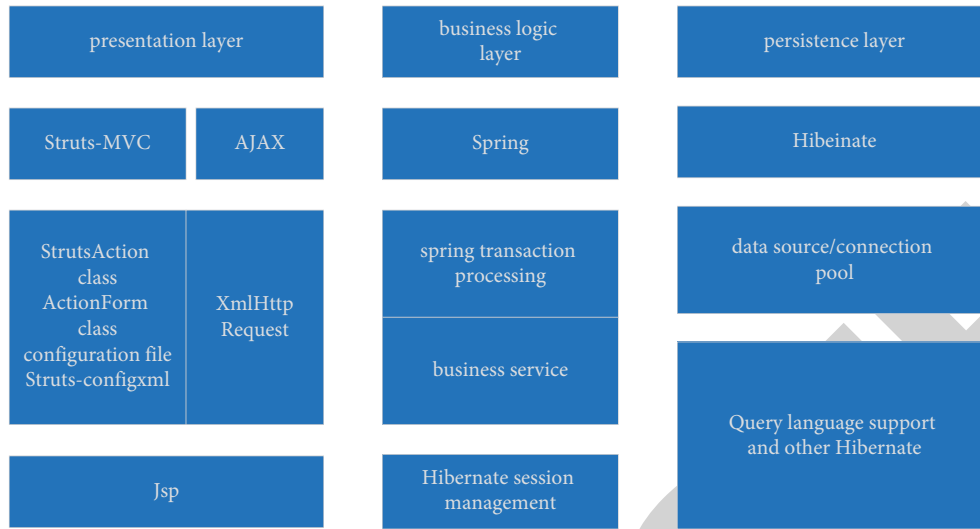 presentation layer
business logic
layer
persistence layer
Struts-MVC
AJAX
Spring
Hibeinate
StrutsAction
class
ActionForm
class
configuration file
Struts-configxml
XmlHttp
Request
spring transaction
processing
business service
data source/connection
pool
Query language support
and other Hibernate
Jsp
Hibernate session
management